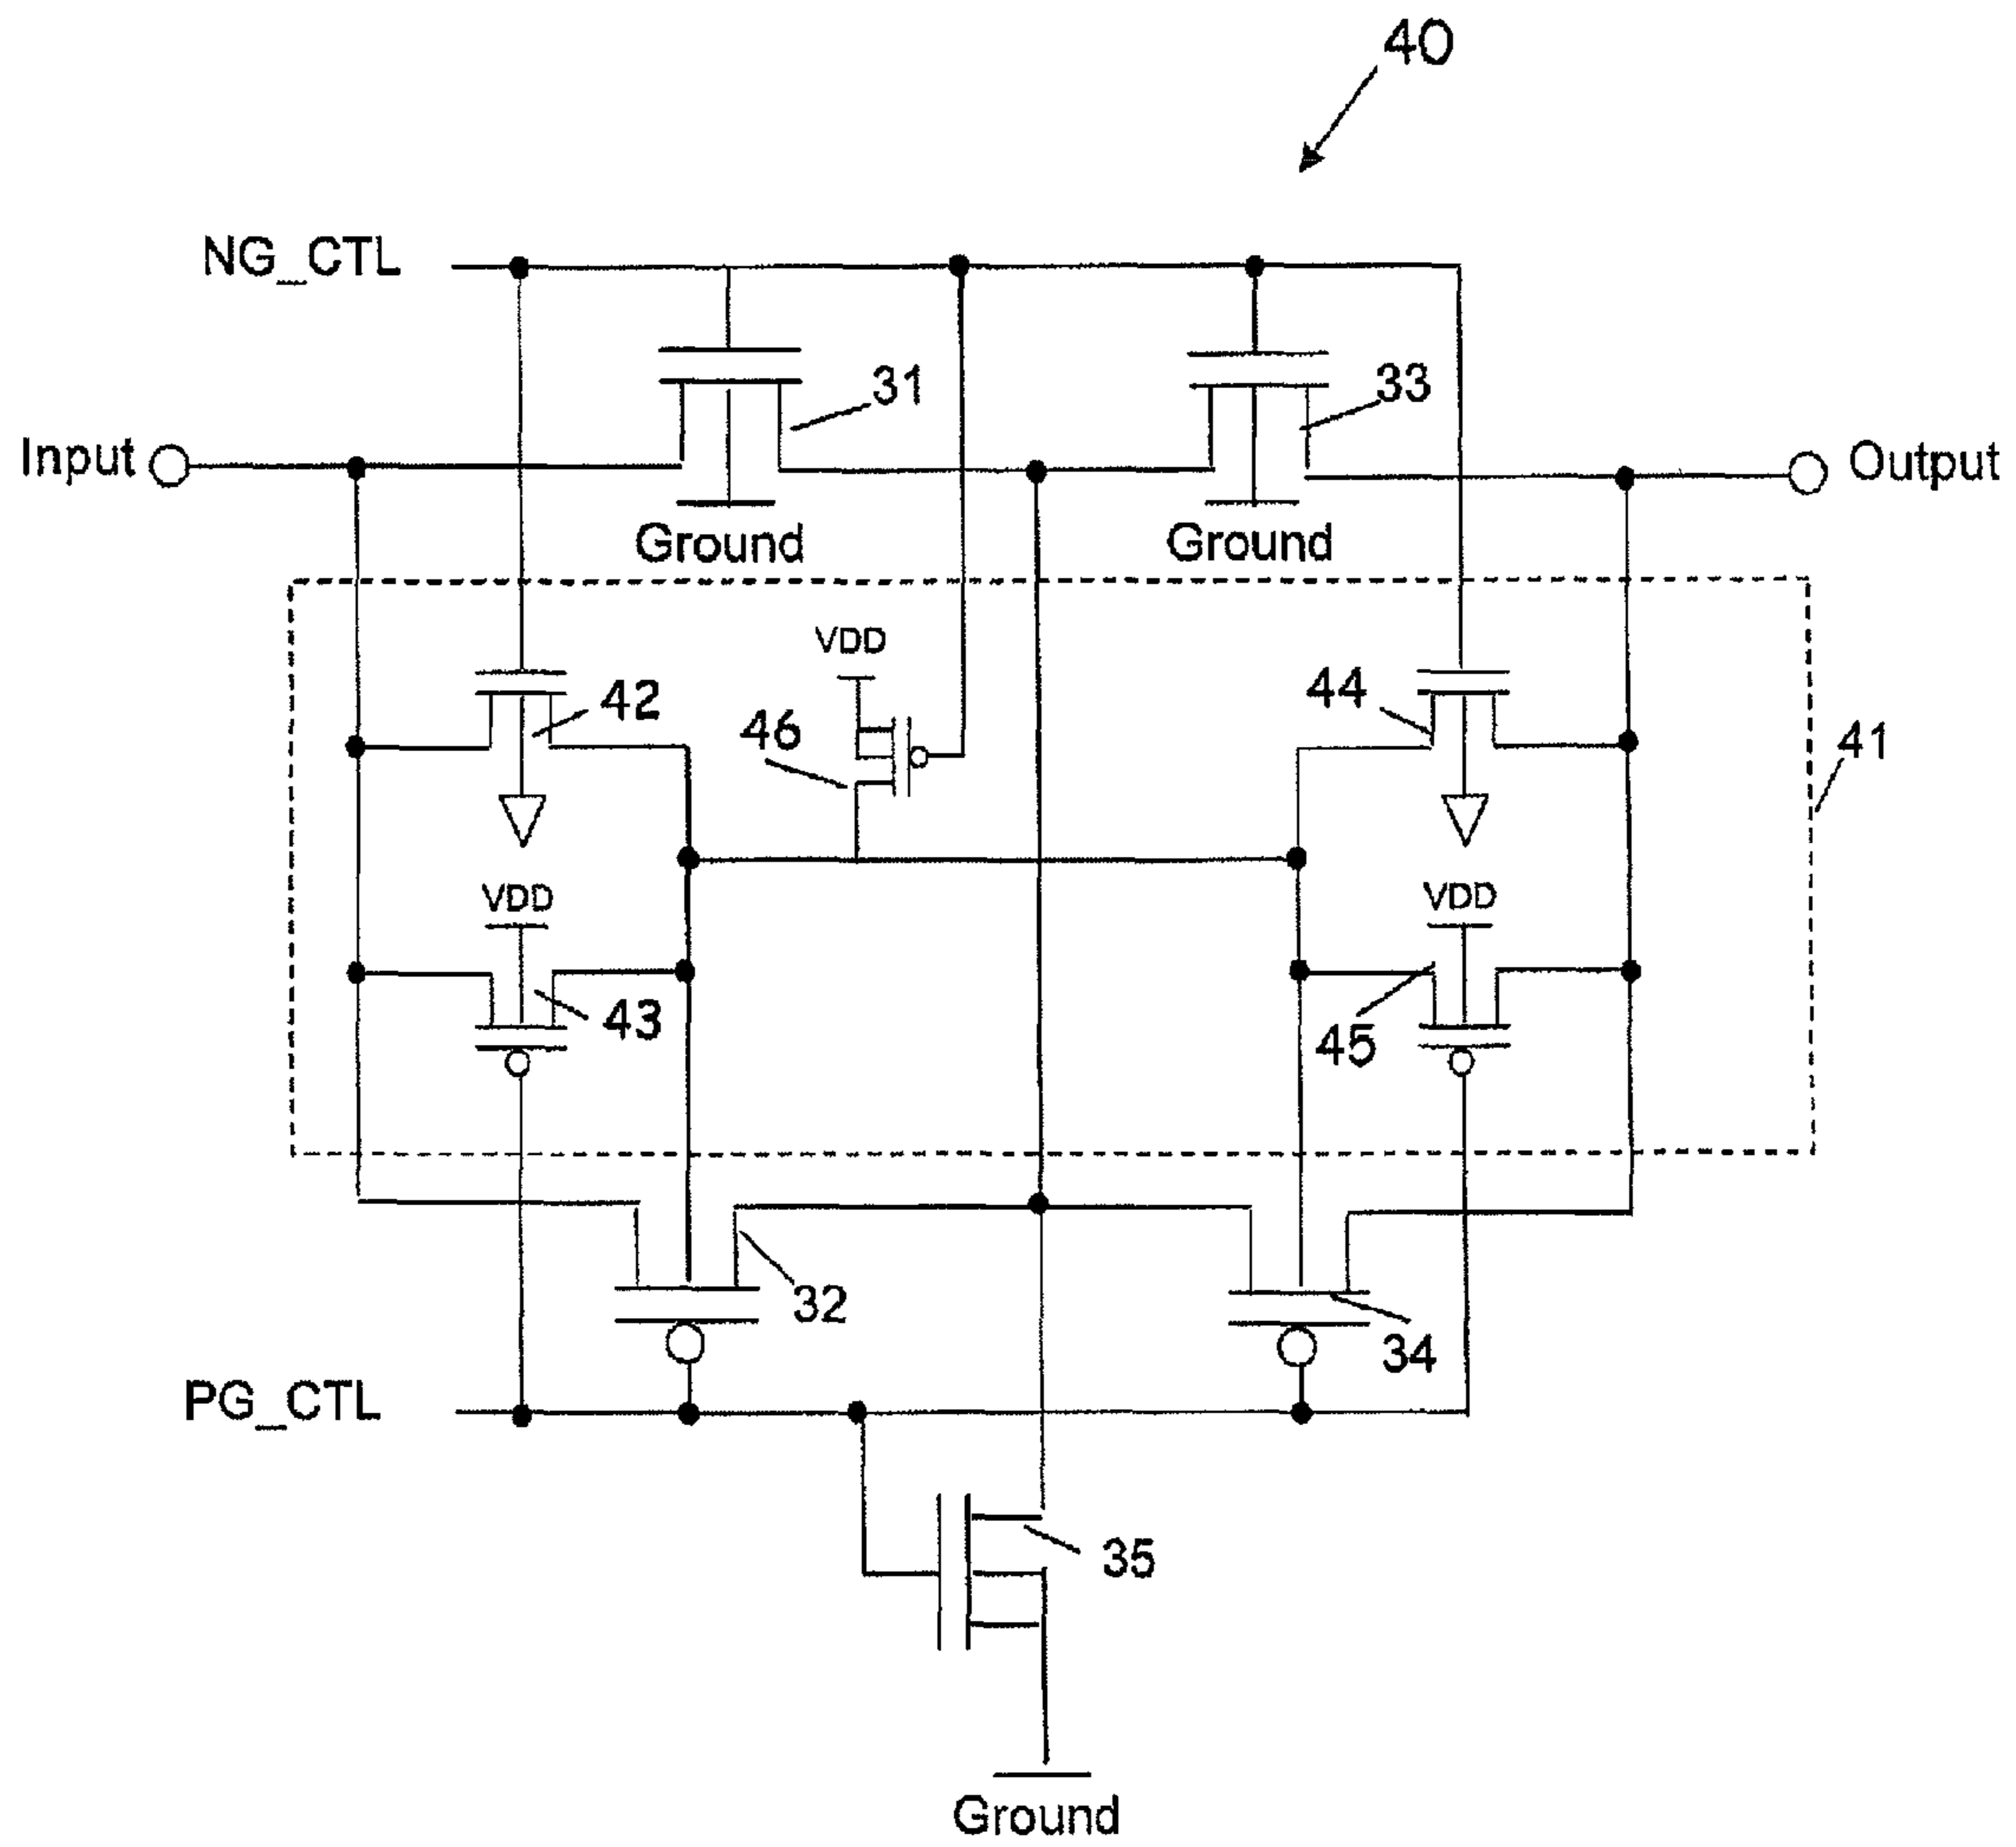 40
NG_CTL
31
33
Input
Output
Ground
Ground
VDD
42
46
44
41
VDD
VDD
43
45
32
34
PG_CTL
35
Ground